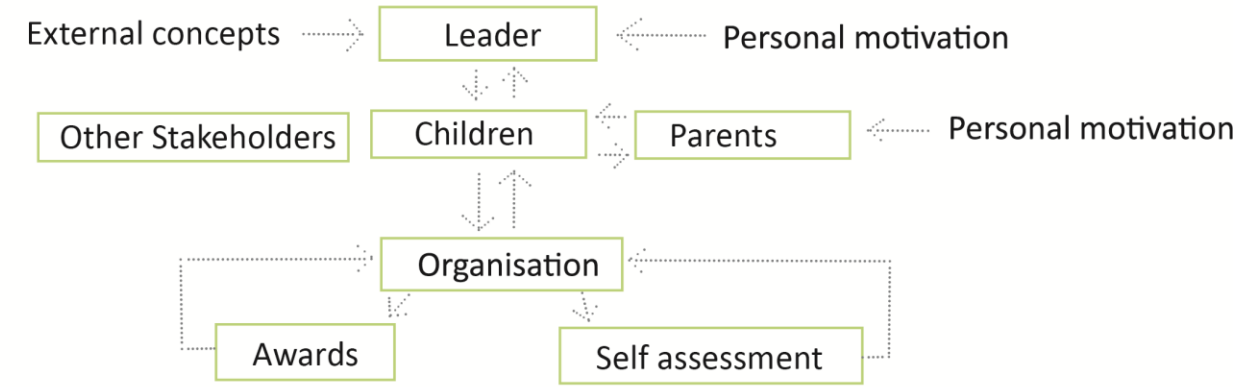 External concepts
Leader
Personal motivation
Other Stakeholders
Children
Parents
Personal motivation
Organisation
Awards
Self assessment